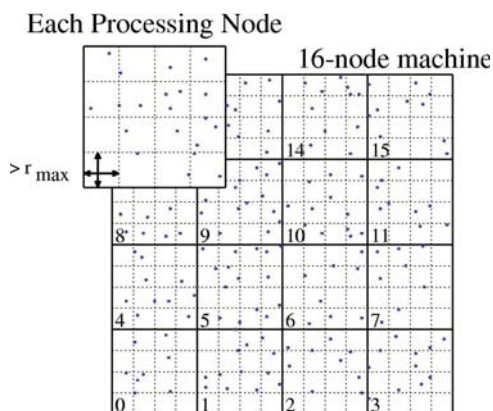 Each Processing Node
16-node machine
> r max
14 15
8 9 10 11
4 5 6 7
0 1 2 3